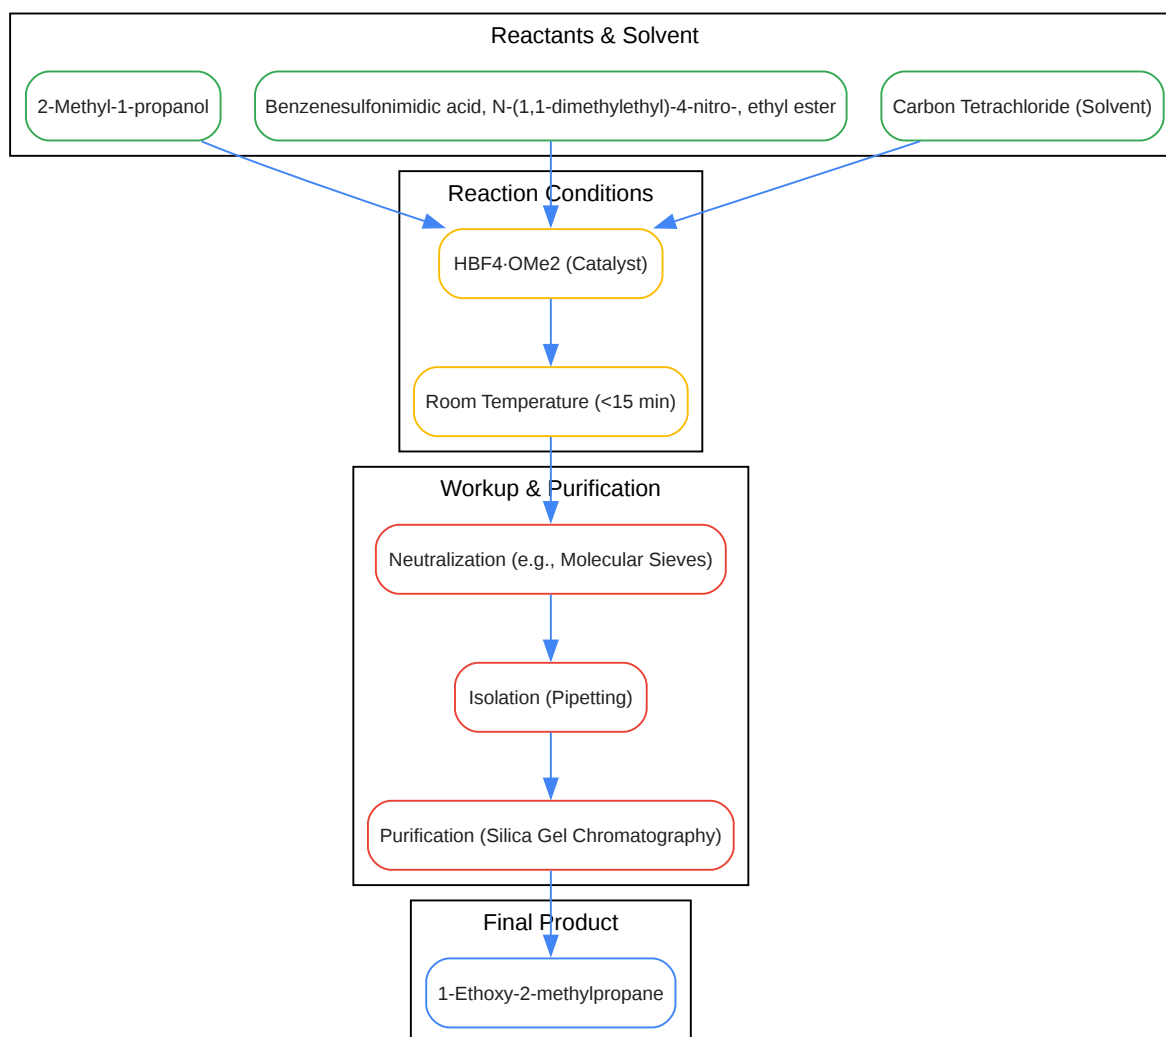 Reactants & Solvent
2-Methyl-1-propanol
Benzenesulfonimidic acid, N-(1,1-dimethylethyl)-4-nitro-, ethyl ester
Carbon Tetrachloride (Solvent)
Reaction Conditions
HBF4·OMe2 (Catalyst)
Room Temperature (<15 min)
Workup & Purification
Neutralization (e.g., Molecular Sieves)
Isolation (Pipetting)
Purification (Silica Gel Chromatography)
Final Product
1-Ethoxy-2-methylpropane